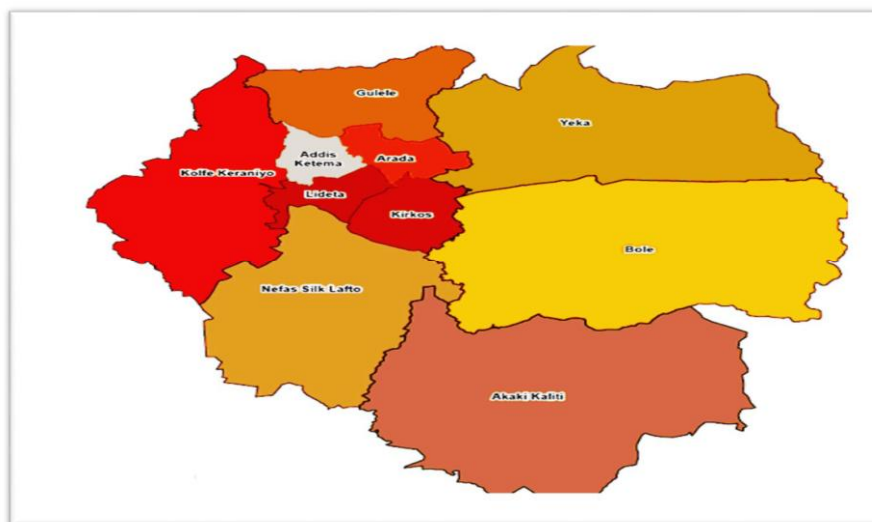 Gulele
Yeka
Addis
Ketema
Arada
Kolfe Keraniyo
Lideta
Kirkos
Bole
Nefas Silk Lafto
Akaki Kaliti